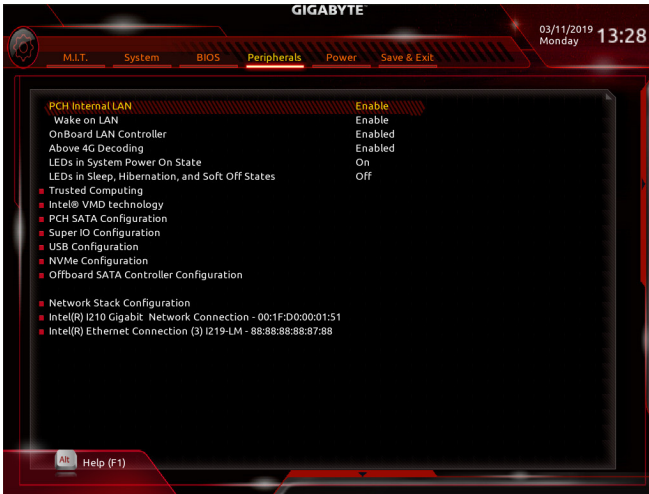 GIGABYTE™
03/11/2019 13:28
Monday
M.I.T. System BIOS Peripherals Power Save & Exit
PCH Internal LAN Enable
Wake on LAN Enable
OnBoard LAN Controller Enabled
Above 4G Decoding Enabled
LEDs in System Power On State On
LEDs in Sleep, Hibernation, and Soft Off States Off
Trusted Computing
Intel® VMD technology
PCH SATA Configuration
Super IO Configuration
USB Configuration
NVMe Configuration
Offboard SATA Controller Configuration
Network Stack Configuration
Intel(R) I210 Gigabit Network Connection - 00:1F:D0:00:01:51
Intel(R) Ethernet Connection (3) I219-LM - 88:88:88:88:87:88
Alt Help (F1)